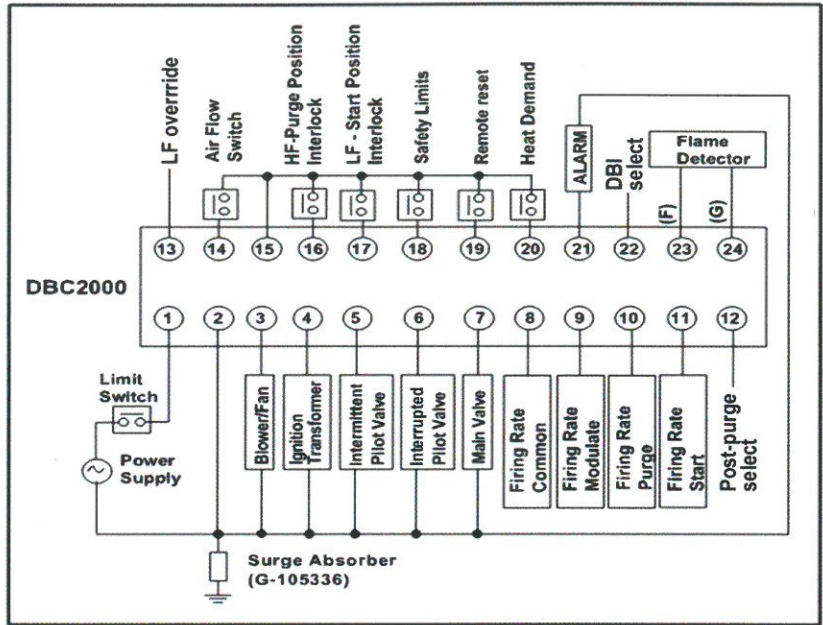 LF overrride
Air Flow
Switch
HF-Purge Position
Interlock
LF - Start Position
Interlock
Safety Limits
Remote reset
Heat Demand
ALARM
DBI
select
Flame
Detector
(F)
(G)
13
14
15
16
17
18
19
20
21
22
23
24
DBC2000
1
2
3
4
5
6
7
8
9
10
11
12
Limit
Switch
Power
Supply
Blower/Fan
Ignition
Transformer
Intermittent
Pilot Valve
Interrupted
Pilot Valve
Main Valve
Firing Rate
Common
Firing Rate
Modulate
Firing Rate
Purge
Firing Rate
Start
Post-purge
select
Surge Absorber
(G-105336)